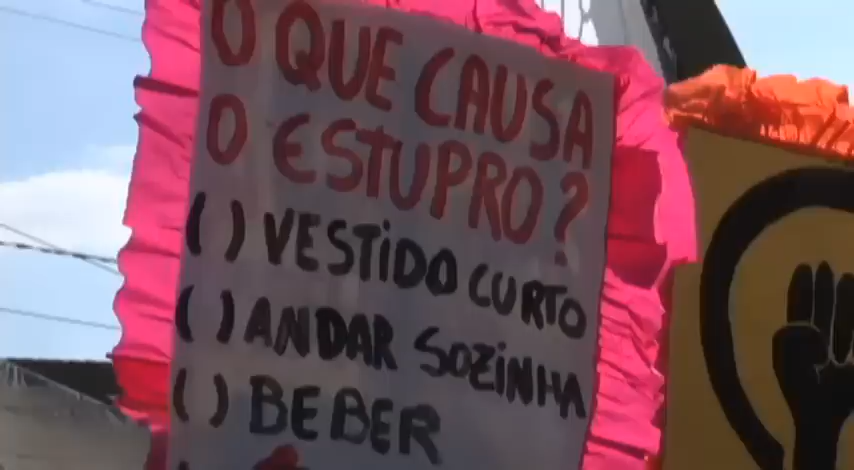 O QUE CAUSA
O ESTUPRO?
( ) VESTIDO CURTO
( ) ANDAR SOZINHA
( ) BEBER